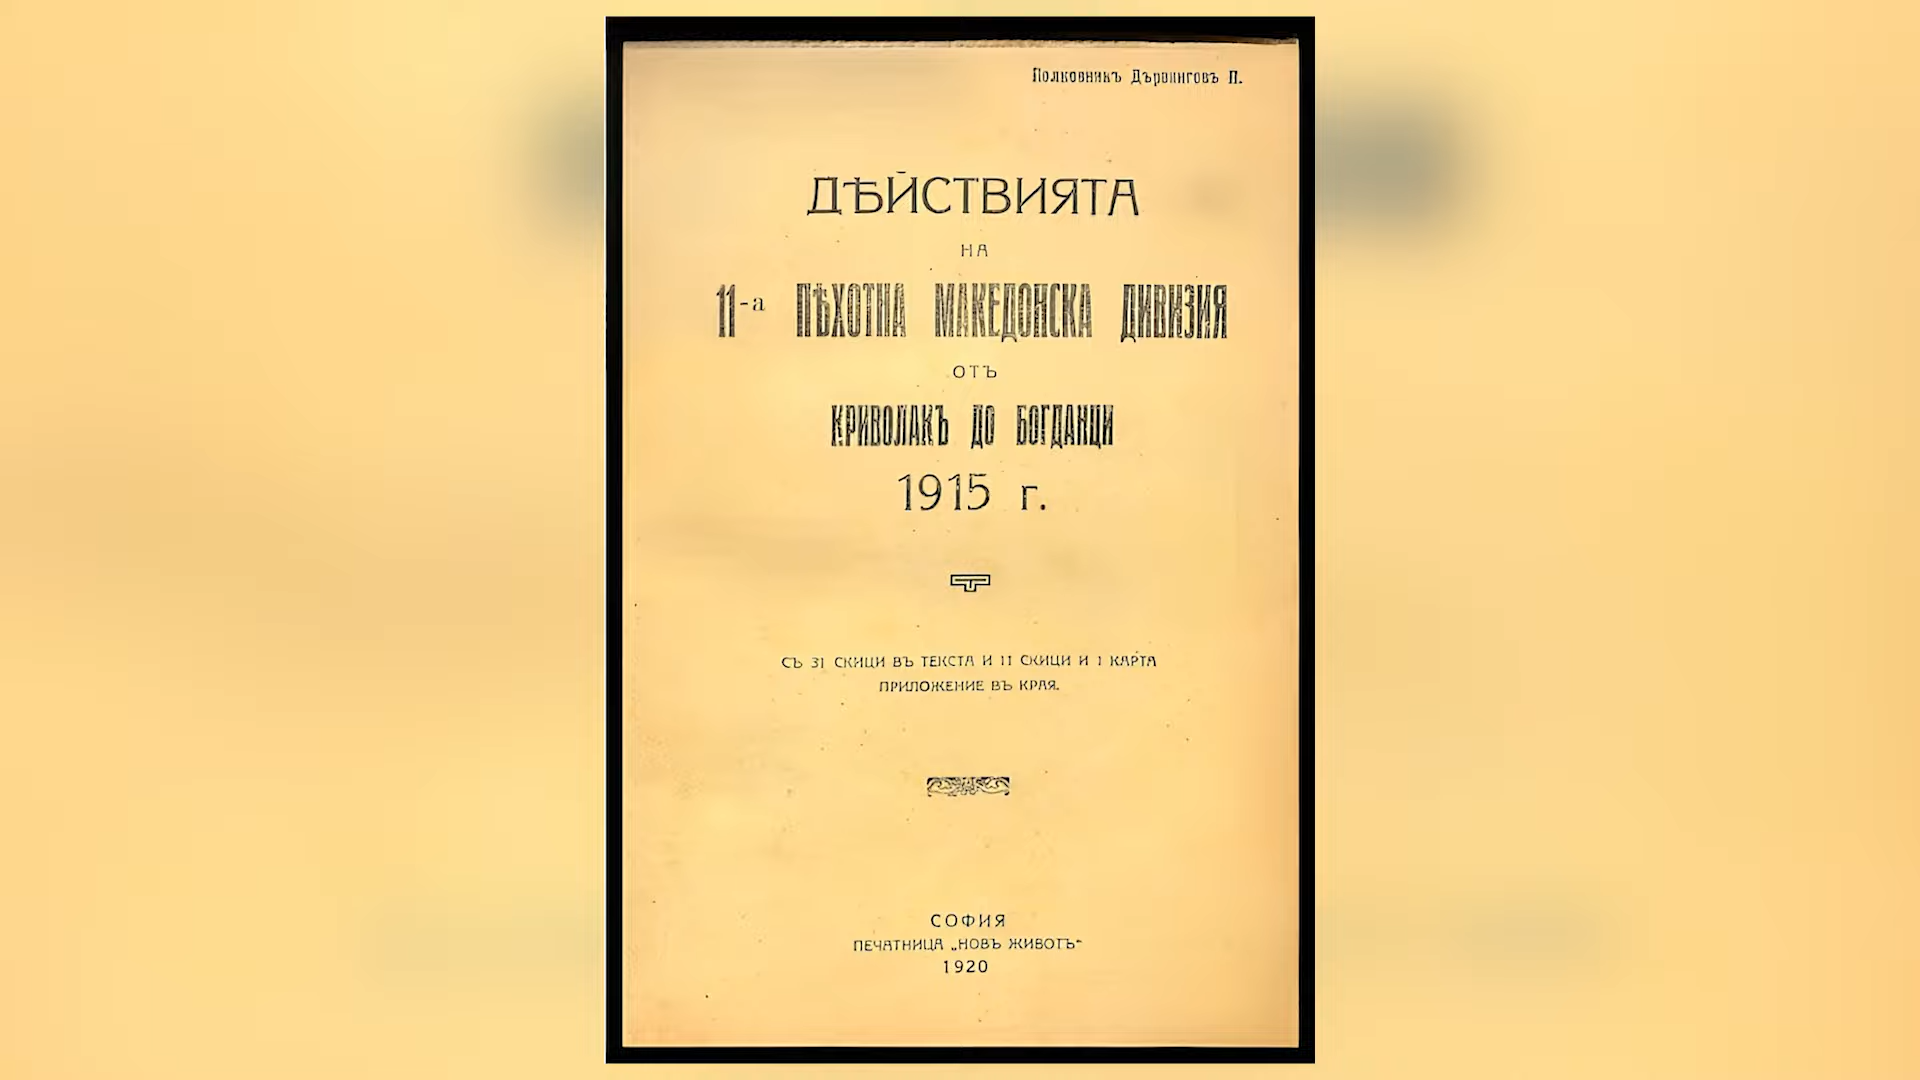 Полковникъ Дървинговъ П.
ДѢЙСТВИЯТА
НА
11-а ПѢХОТНА МАКЕДОНСКА ДИВИЗИЯ
ОТЪ
КРИВОЛАКЪ ДО БОГДАНЦИ
1915 г.
СЪ 31 СКИЦИ ВЪ ТЕКСТА И 11 СКИЦИ И 1 КАРТА
ПРИЛОЖЕНИЕ ВЪ КРАЯ.
СОФИЯ
ПЕЧАТНИЦА „НОВЪ ЖИВОТЪ“
1920